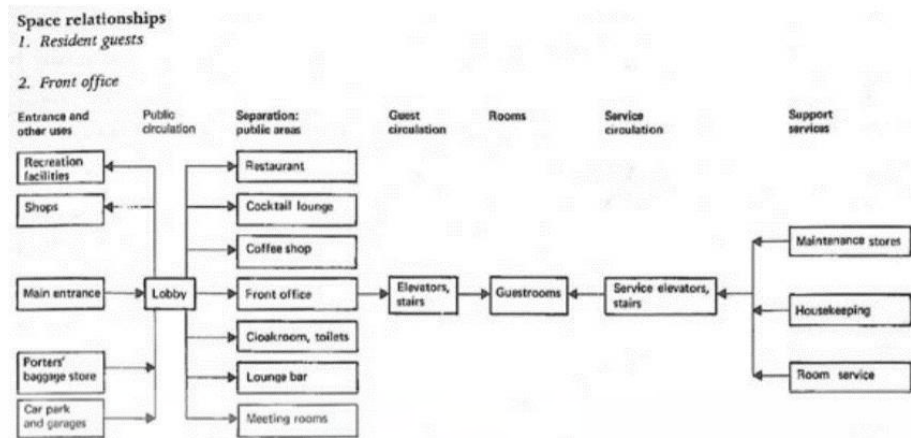 Space relationships
1. Resident guests
2. Front office
Entrance and
other uses
Public
circulation
Separation:
public areas
Guest
circulation
Rooms
Service
circulation
Support
services
Recreation
facilities
Shops
Main entrance
Porters'
baggage store
Car park
and garages
Lobby
Restaurant
Cocktail lounge
Coffee shop
Front office
Cloakroom, toilets
Lounge bar
Meeting rooms
Elevators,
stairs
Guestrooms
Service elevators,
stairs
Maintenance stores
Housekeeping
Room service